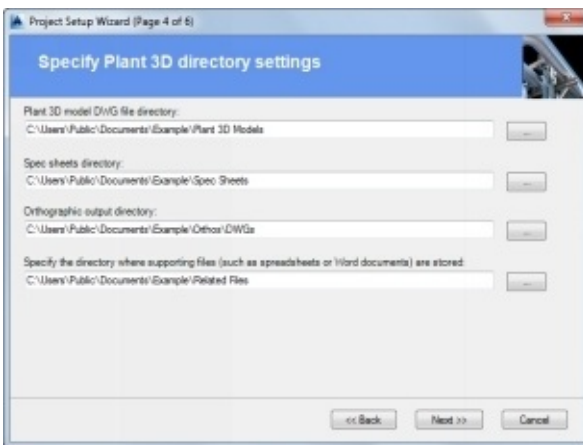 Project Setup Wizard (Page 4 of 6)
Specify Plant 3D directory settings
Plant 3D model DWG file directory:
C:\Users\Public\Documents\Example\Plant 3D Models
...
Spec sheets directory:
C:\Users\Public\Documents\Example\Spec Sheets
...
Orthographic output directory:
C:\Users\Public\Documents\Example\Orthos\DWGs
...
Specify the directory where supporting files (such as spreadsheets or Word documents) are stored:
C:\Users\Public\Documents\Example\Related Files
...
<< Back
Next >>
Cancel